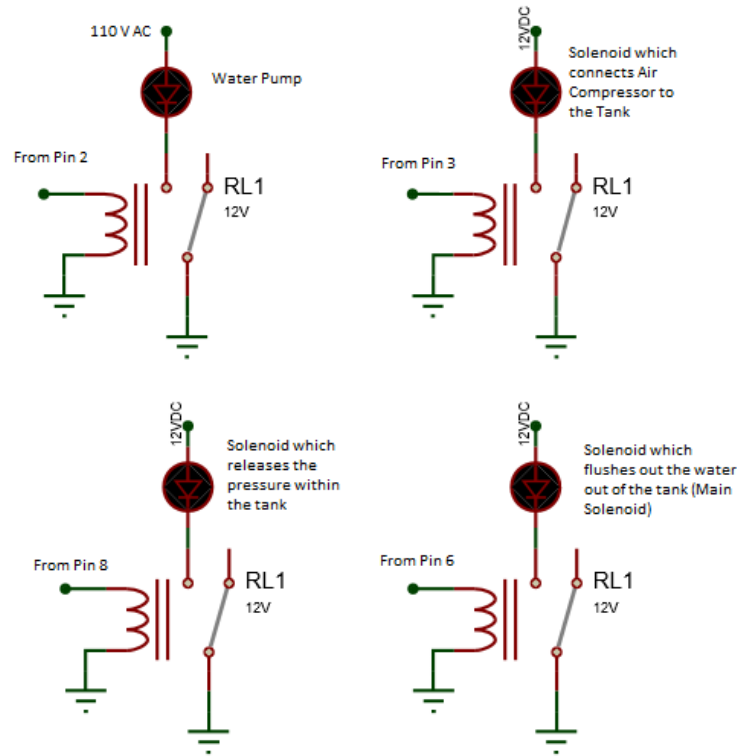 110 V AC
Water Pump
From Pin 2
RL1
12V
12VDC
Solenoid which
connects Air
Compressor to
the Tank
From Pin 3
RL1
12V
12VDC
Solenoid which
releases the
pressure within
the tank
From Pin 8
RL1
12V
12VDC
Solenoid which
flushes out the water
out of the tank (Main
Solenoid)
From Pin 6
RL1
12V